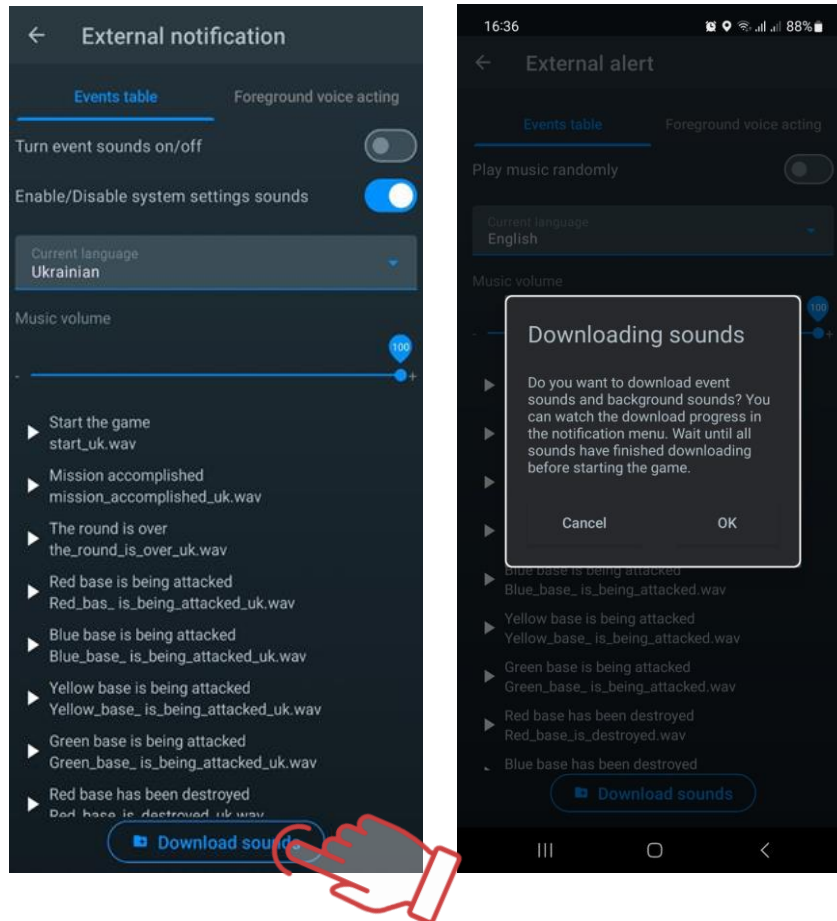 External notification
Events table Foreground voice acting
Turn event sounds on/off
Enable/Disable system settings sounds
Current language
Ukrainian
Music volume
100
- +
Start the game
start_uk.wav
Mission accomplished
mission_accomplished_uk.wav
The round is over
the_round_is_over_uk.wav
Red base is being attacked
Red_bas_ is_being_attacked_uk.wav
Blue base is being attacked
Blue_base_ is_being_attacked_uk.wav
Yellow base is being attacked
Yellow_base_ is_being_attacked_uk.wav
Green base is being attacked
Green_base_ is_being_attacked_uk.wav
Red base has been destroyed
Red_base_is_destroyed_uk.wav
Download sounds
16:36 88%
External alert
Events table Foreground voice acting
Play music randomly
Current language
English
Music volume
100
- +
Downloading sounds
Do you want to download event
sounds and background sounds? You
can watch the download progress in
the notification menu. Wait until all
sounds have finished downloading
before starting the game.
Cancel OK
Blue base is being attacked
Blue_base_ is_being_attacked.wav
Yellow base is being attacked
Yellow_base_ is_being_attacked.wav
Green base is being attacked
Green_base_ is_being_attacked.wav
Red base has been destroyed
Red_base_is_destroyed.wav
Blue base has been destroyed
Download sounds